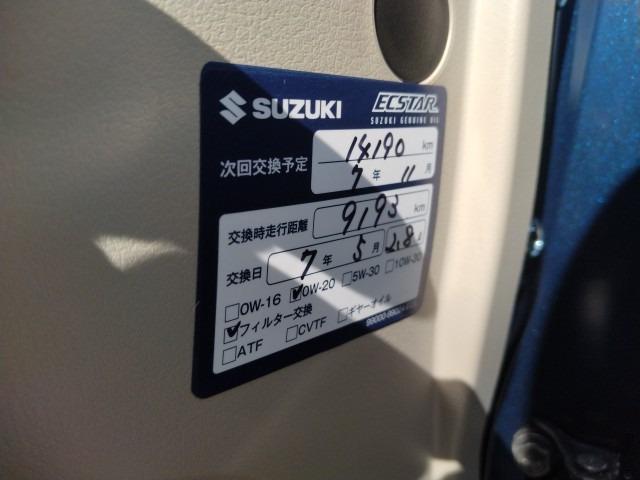 SUZUKI ECSTAR
SUZUKI GENUINE OIL
次回交換予定 14190 km
7年 11月
交換時走行距離 9193 km
交換日 7年 5月 2.8
0W-16 0W-20 5W-30 10W-30
フィルター交換 ギヤーオイル
ATF CVTF